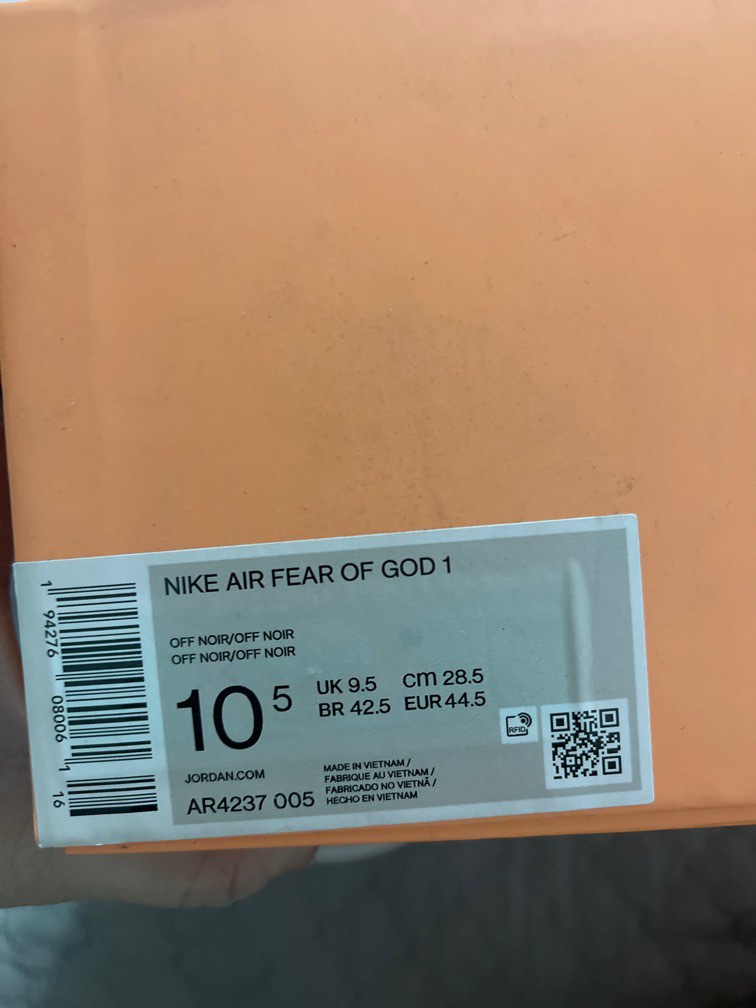 NIKE AIR FEAR OF GOD 1
OFF NOIR/OFF NOIR
OFF NOIR/OFF NOIR
10 5
UK 9.5 cm 28.5
BR 42.5 EUR 44.5
RFID
JORDAN.COM
AR4237 005
MADE IN VIETNAM /
FABRIQUE AU VIETNAM /
FABRICADO NO VIETNÃ /
HECHO EN VIETNAM
1 94276 08006 1 16